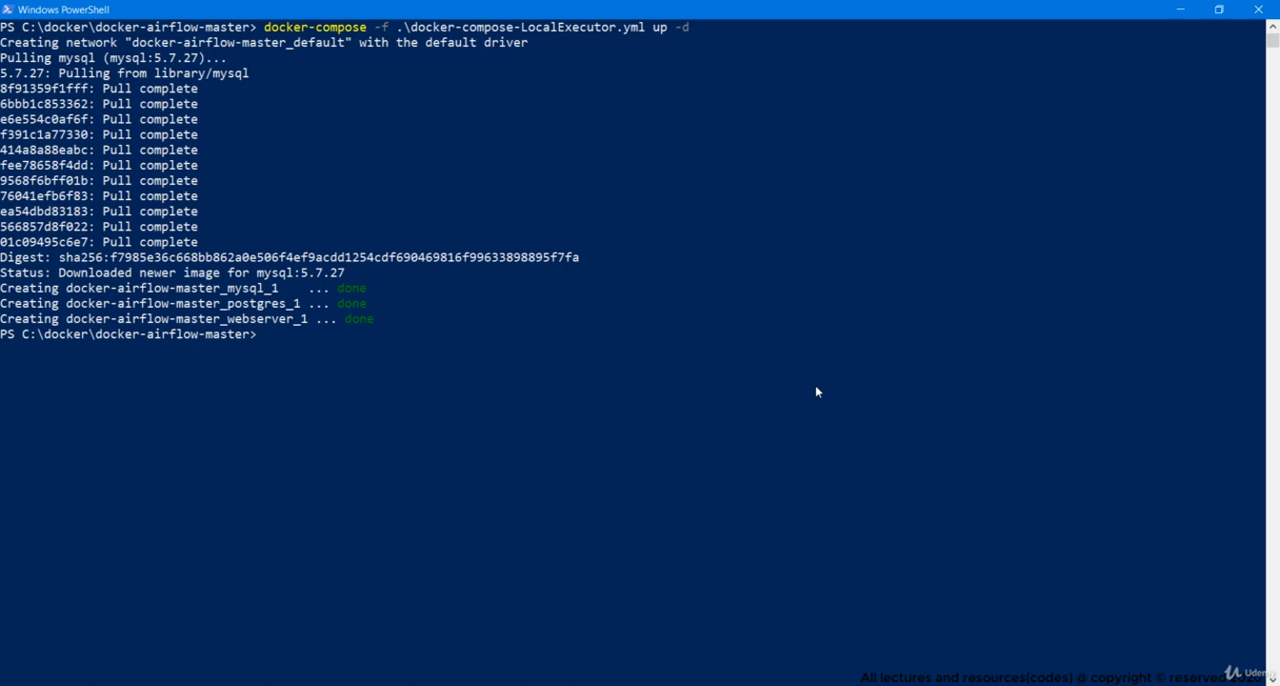 Windows PowerShell
PS C:\docker\docker-airflow-master> docker-compose -f .\docker-compose-LocalExecutor.yml up -d
Creating network "docker-airflow-master_default" with the default driver
Pulling mysql (mysql:5.7.27)...
5.7.27: Pulling from library/mysql
8f91359f1fff: Pull complete
6bbb1c853362: Pull complete
e6e554c0af6f: Pull complete
f391c1a77330: Pull complete
414a8a88eabc: Pull complete
fee78658f4dd: Pull complete
9568f6bff01b: Pull complete
76041efb6f83: Pull complete
ea54dbd83183: Pull complete
566857d8f022: Pull complete
01c09495c6e7: Pull complete
Digest: sha256:f7985e36c668bb862a0e506f4ef9acdd1254cdf690469816f99633898895f7fa
Status: Downloaded newer image for mysql:5.7.27
Creating docker-airflow-master_mysql_1    ... done
Creating docker-airflow-master_postgres_1 ... done
Creating docker-airflow-master_webserver_1 ... done
PS C:\docker\docker-airflow-master>
All lectures and resources(codes) @ copyright © reserved